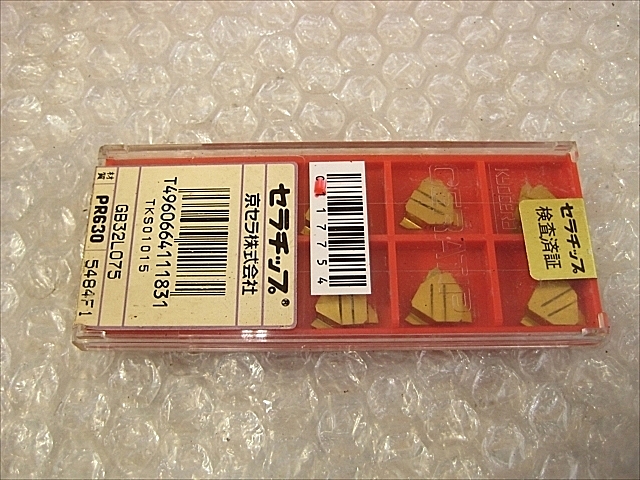 セラチップ®
京セラ株式会社
T4960664111831
TKS01015
GB32L075
材質
PR630
5484F1
17754
セラチップ
検査済証